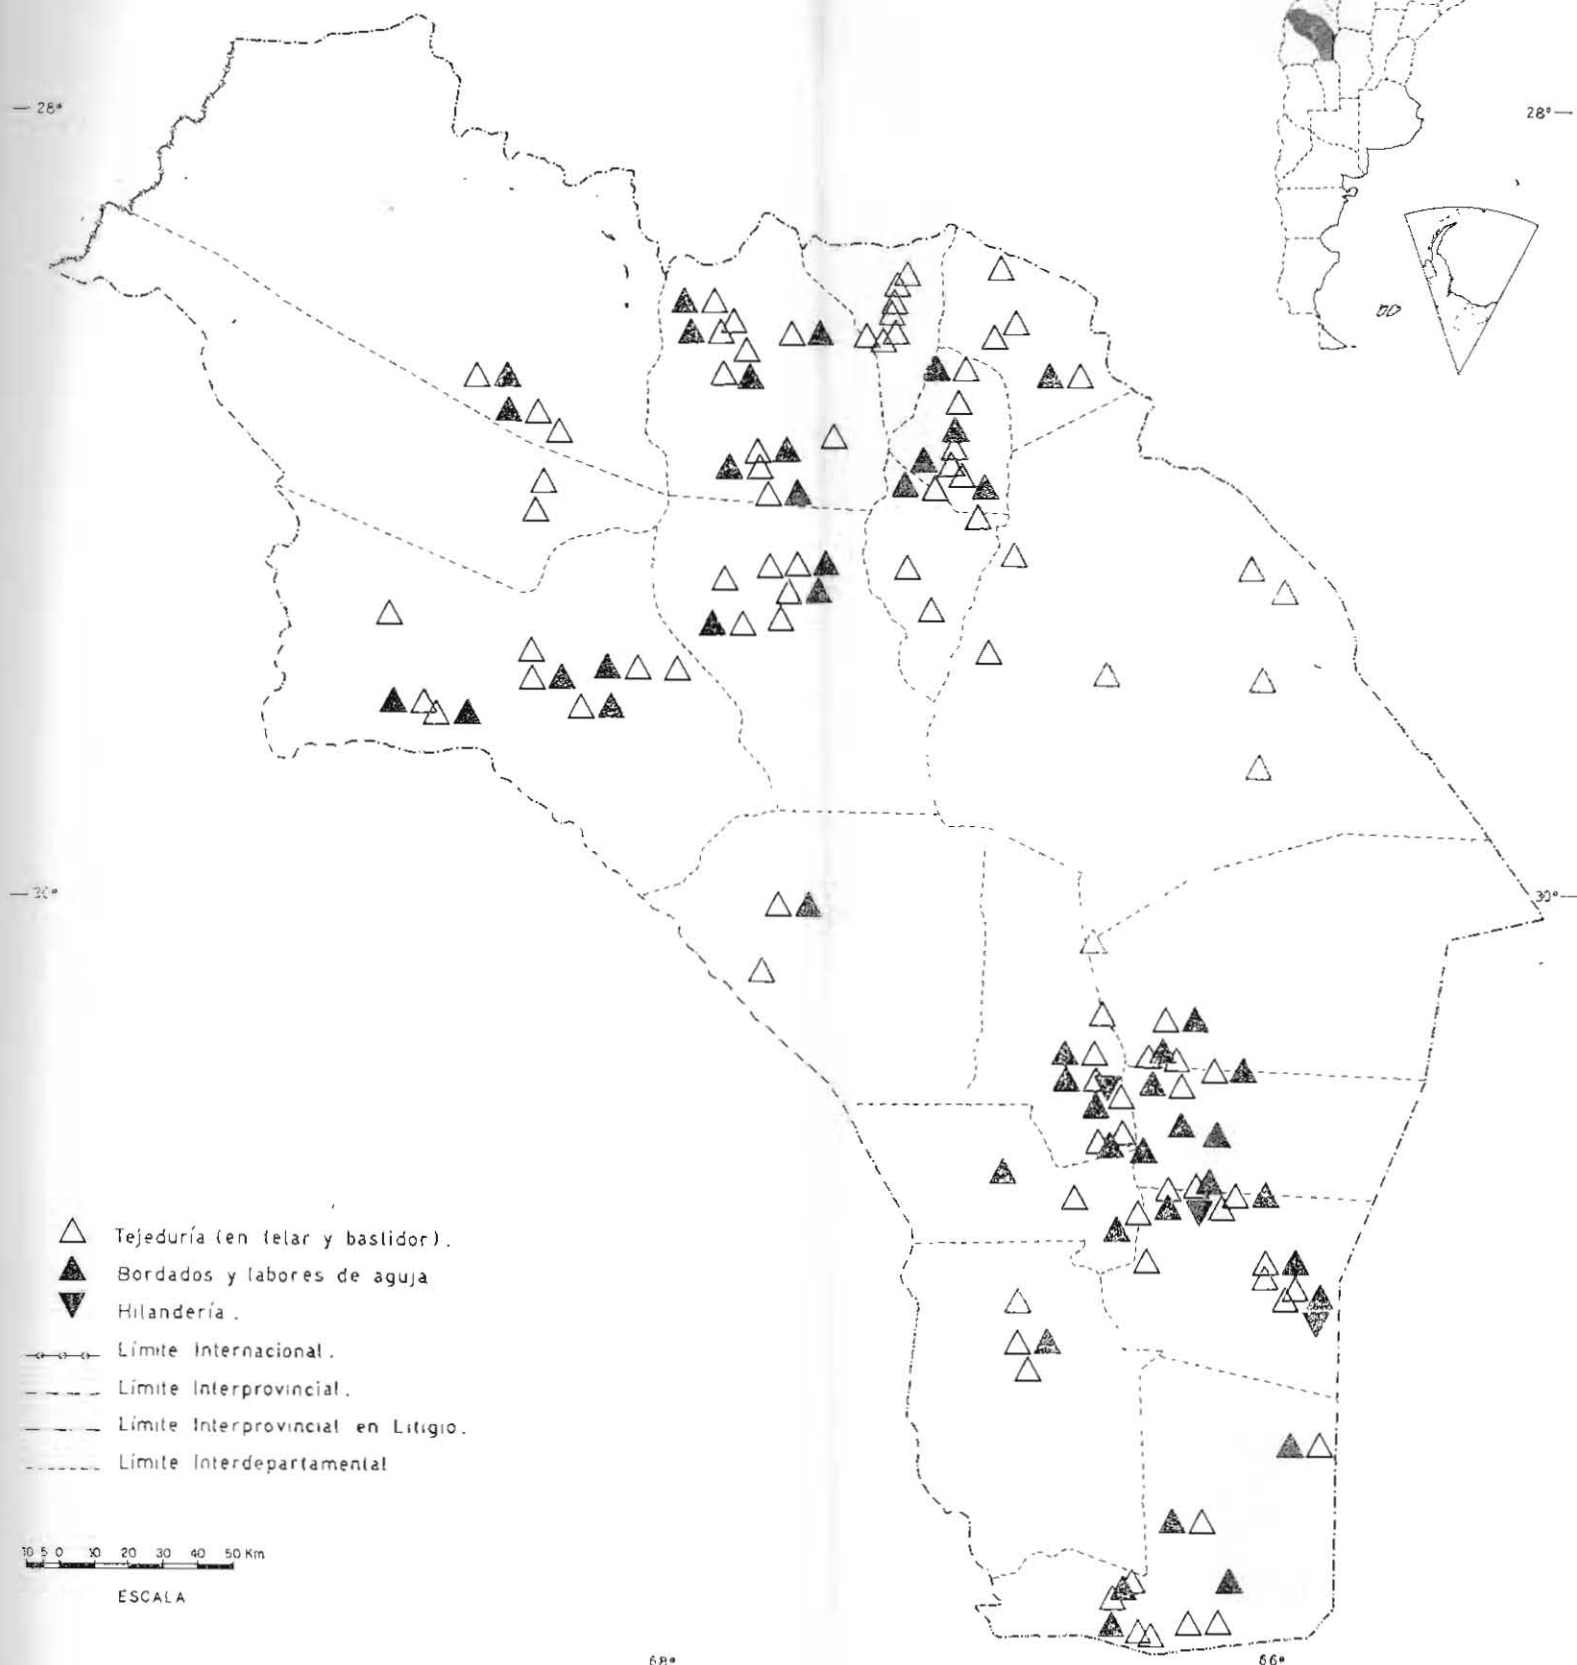 28°
28°
30°
30°
Tejeduría (en telar y bastidor).
Bordados y labores de aguja
Hilandería.
Límite Internacional.
Límite Interprovincial.
Límite Interprovincial en Litigio.
Límite Interdepartamental
10 5 0 10 20 30 40 50 Km
ESCALA
68°
66°